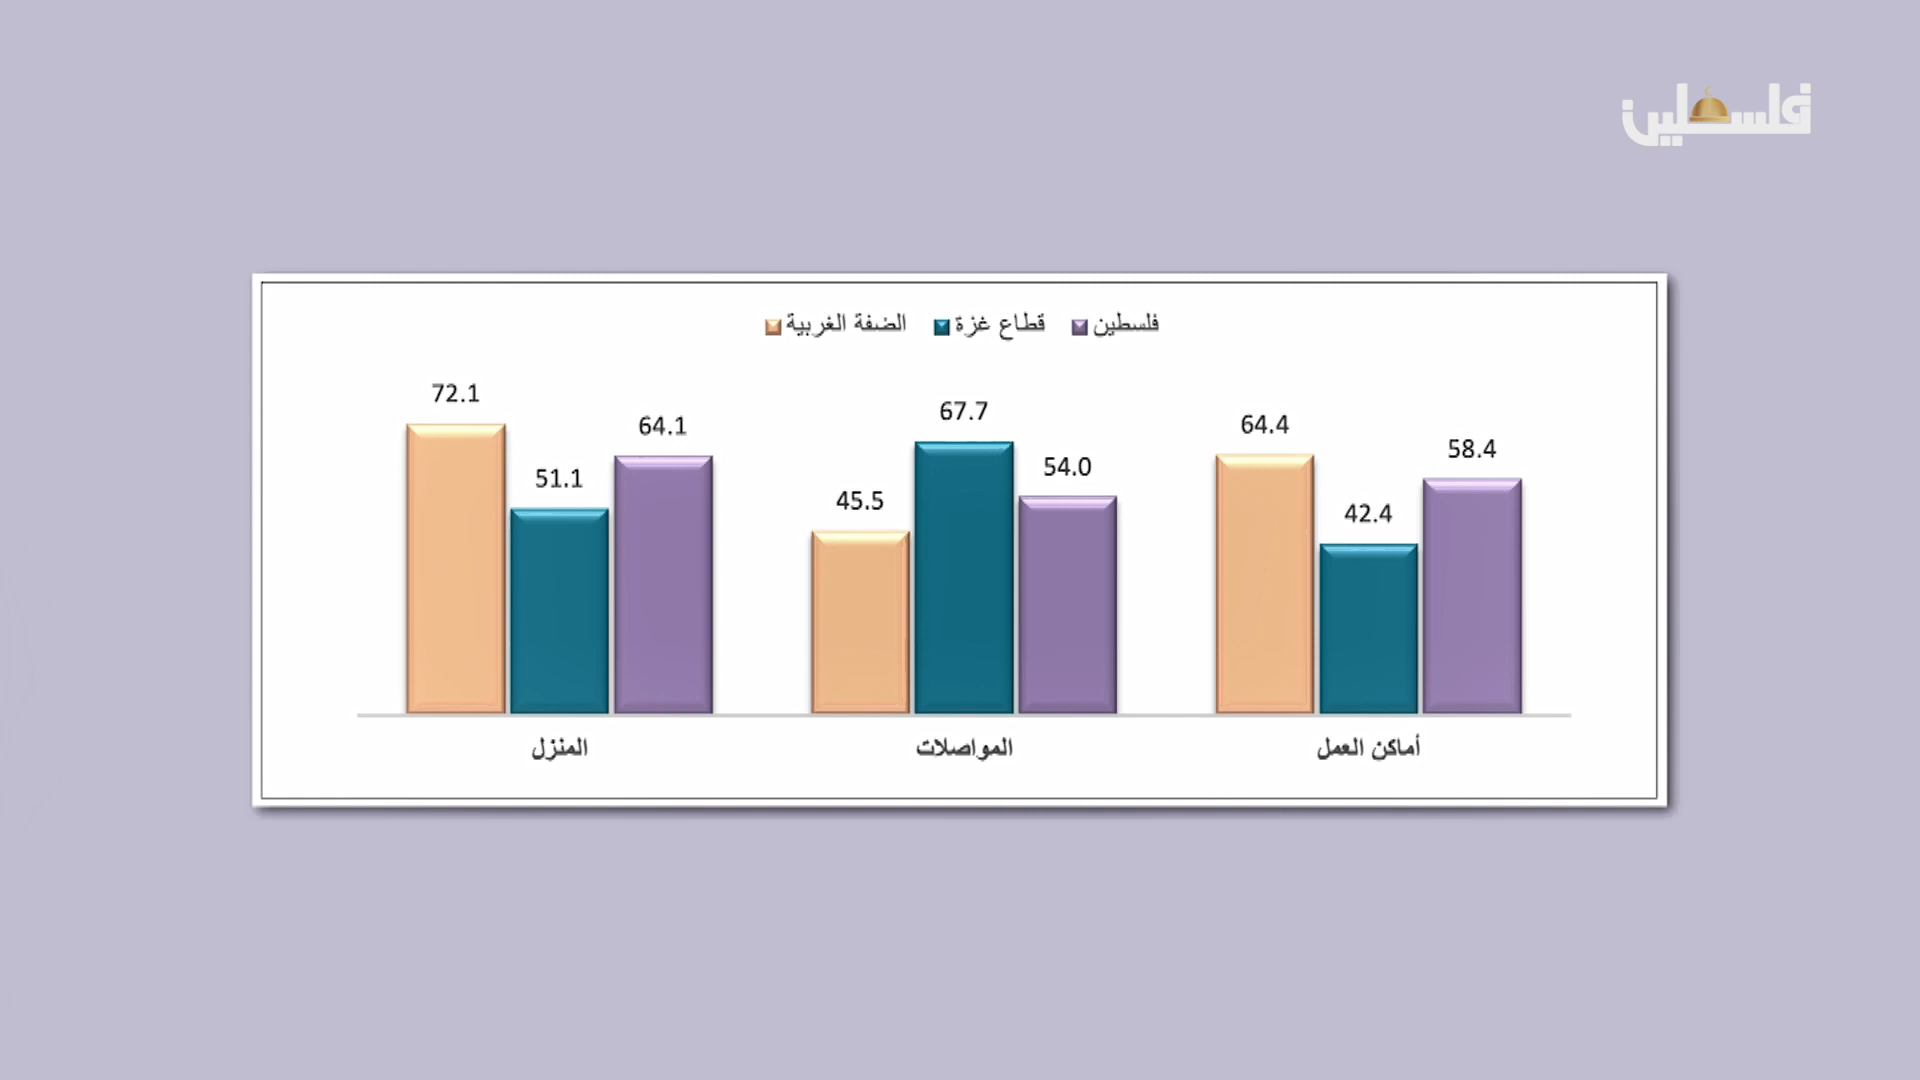 فلسطين
الضفة الغربية قطاع غزة فلسطين
72.1 51.1 64.1 45.5 67.7 54.0 64.4 42.4 58.4
المنزل المواصلات أماكن العمل